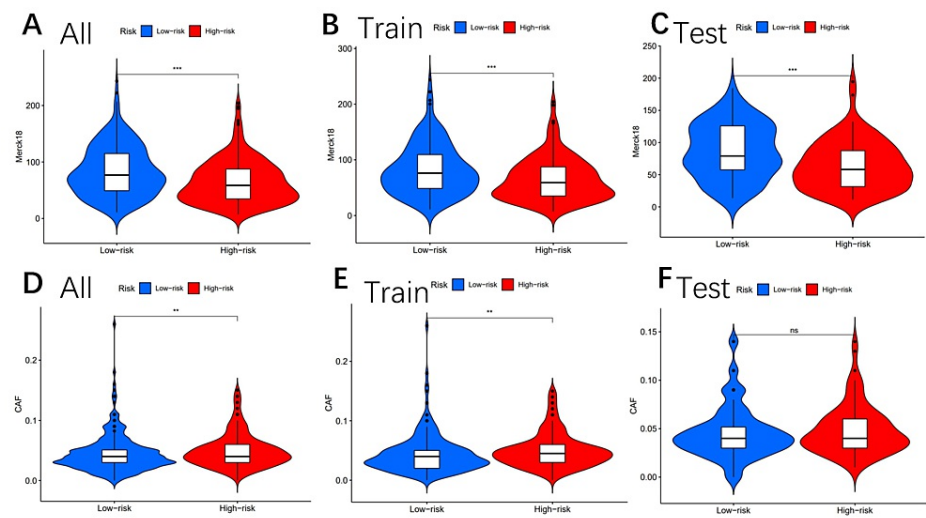 A All
Risk Low-risk High-risk
Merck18
200
100
0
***
Low-risk High-risk
B Train
Risk Low-risk High-risk
Merck18
300
200
100
0
***
Low-risk High-risk
C Test
Risk Low-risk High-risk
Merck18
250
200
150
100
50
0
***
Low-risk High-risk
D All
Risk Low-risk High-risk
CAF
0.2
0.1
0.0
**
Low-risk High-risk
E Train
Risk Low-risk High-risk
CAF
0.2
0.1
0.0
**
Low-risk High-risk
F Test
Risk Low-risk High-risk
CAF
0.15
0.10
0.05
0.00
ns
Low-risk High-risk